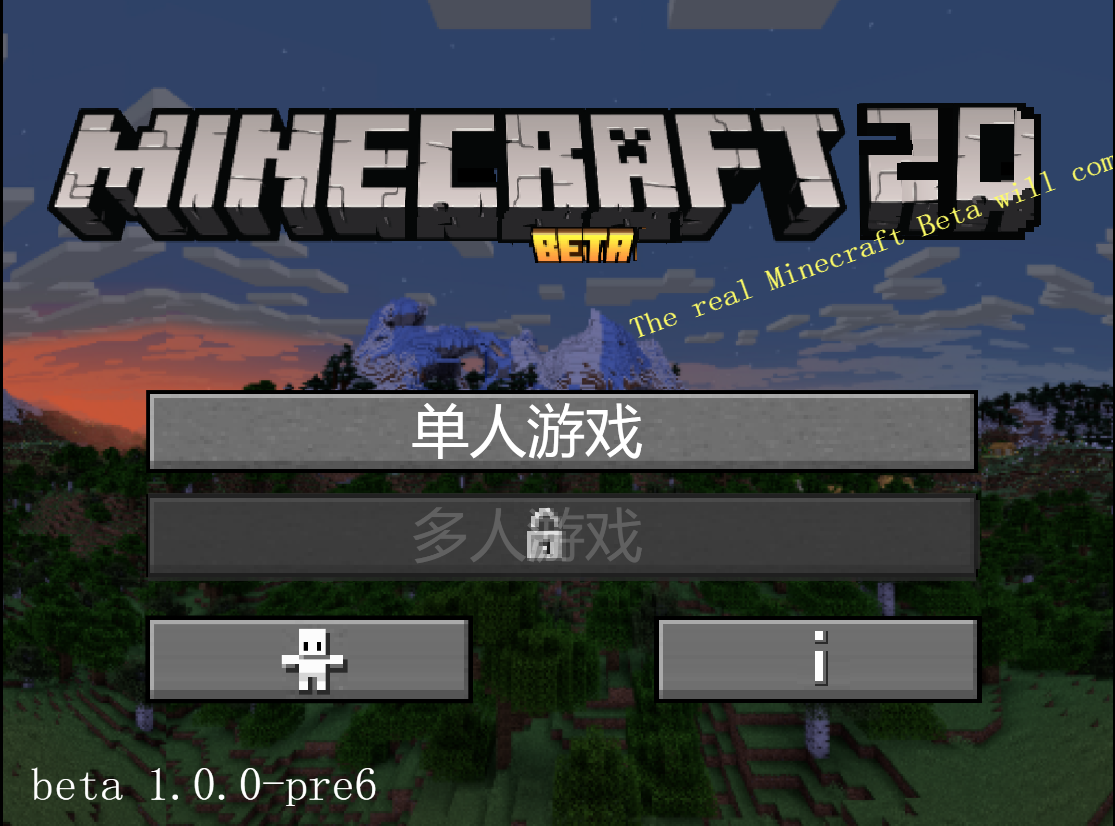 MINECRAFT 2D
BETA
The real Minecraft Beta will com
单人游戏
多人游戏
beta 1.0.0-pre6